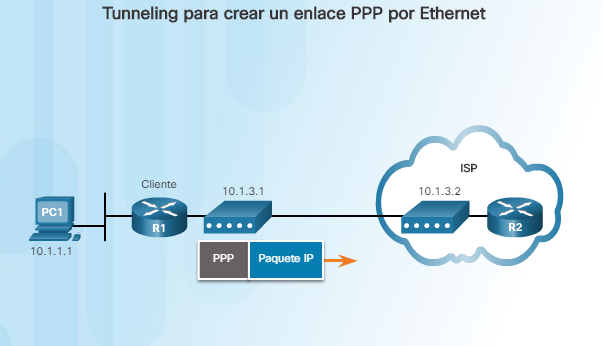 Tunneling para crear un enlace PPP por Ethernet
ISP
Cliente
10.1.3.1
10.1.3.2
PC1
R1
R2
10.1.1.1
PPP
Paquete IP